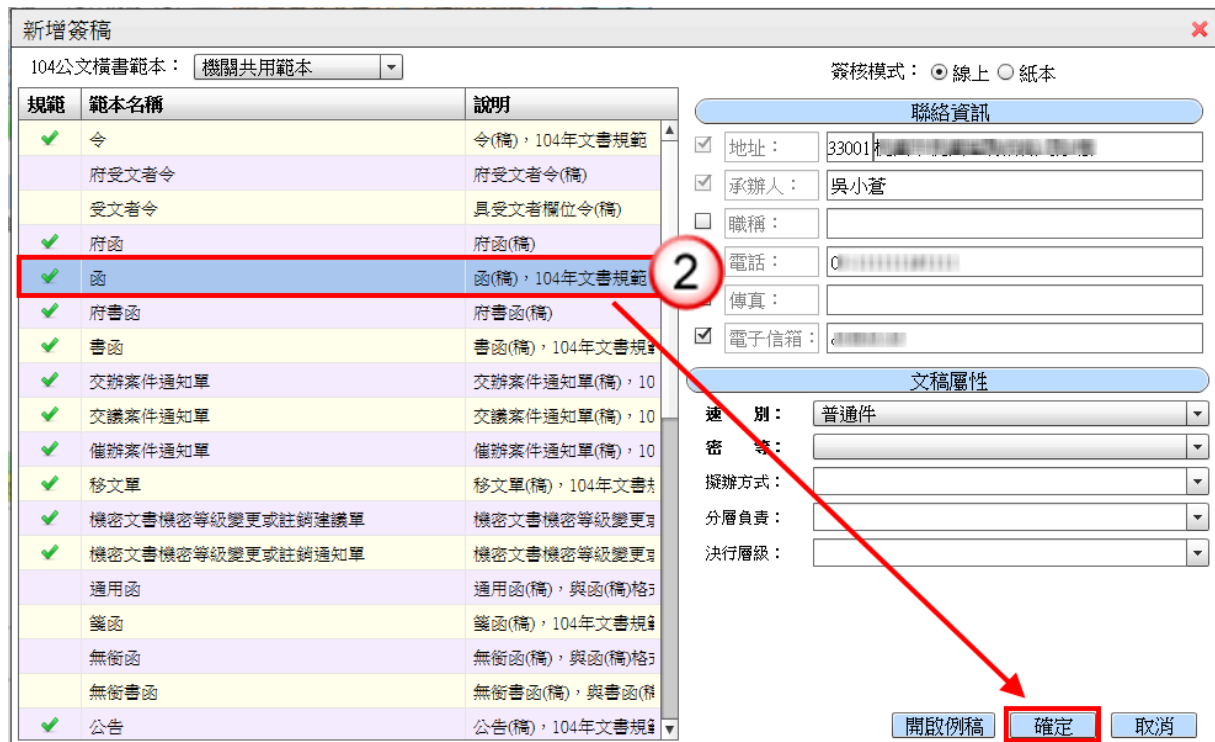 新增簽稿
104公文橫書範本： 機關共用範本
簽核模式： 線上 紙本
規範 範本名稱 說明
令 令(稿)，104年文書規範
府受文者令 府受文者令(稿)
受文者令 具受文者欄位令(稿)
府函 府函(稿)
函 函(稿)，104年文書規範
府書函 府書函(稿)
書函 書函(稿)，104年文書規
交辦案件通知單 交辦案件通知單(稿)，10
交議案件通知單 交議案件通知單(稿)，10
催辦案件通知單 催辦案件通知單(稿)，10
移文單 移文單(稿)，104年文書
機密文書機密等級變更或註銷建議單 機密文書機密等級變更
機密文書機密等級變更或註銷通知單 機密文書機密等級變更
通用函 通用函(稿)，與函(稿)格
箋函 箋函(稿)，104年文書規
無銜函 無銜函(稿)，與函(稿)格
無銜書函 無銜書函(稿)，與書函(
公告 公告(稿)，104年文書規
聯絡資訊
地址： 33001
承辦人： 吳小蒼
職稱：
電話： 0
傳真：
電子信箱：
2
文稿屬性
速 別： 普通件
密 等：
擬辦方式：
分層負責：
決行層級：
開啟例稿 確定 取消